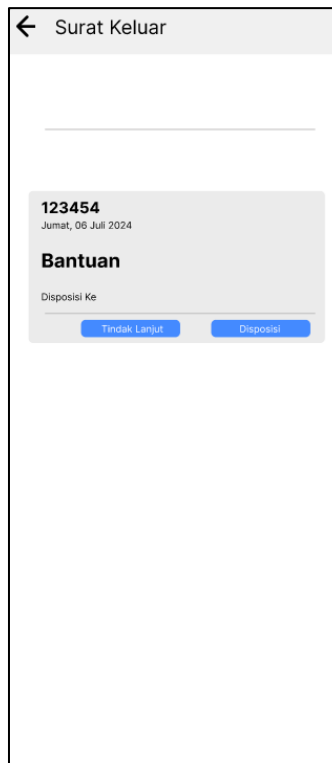 Surat Keluar
123454
Jumat, 06 Juli 2024
Bantuan
Disposisi Ke
Tindak Lanjut Disposisi